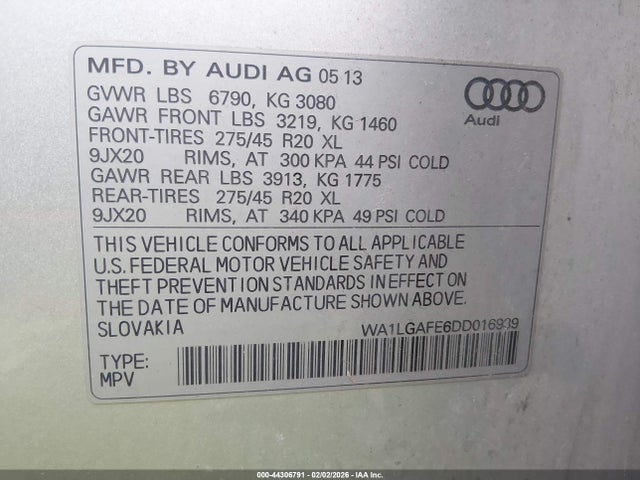 MFD. BY AUDI AG 05 13
GVWR LBS 6790, KG 3080
GAWR FRONT LBS 3219, KG 1460
FRONT-TIRES 275/45 R20 XL
9JX20 RIMS, AT 300 KPA 44 PSI COLD
GAWR REAR LBS 3913, KG 1775
REAR-TIRES 275/45 R20 XL
9JX20 RIMS, AT 340 KPA 49 PSI COLD
Audi
THIS VEHICLE CONFORMS TO ALL APPLICABLE
U.S. FEDERAL MOTOR VEHICLE SAFETY AND
THEFT PREVENTION STANDARDS IN EFFECT ON
THE DATE OF MANUFACTURE SHOWN ABOVE.
SLOVAKIA WA1LGAFE6DD016939
TYPE:
MPV
000-44306791 - 02/02/2026 - IAA Inc.